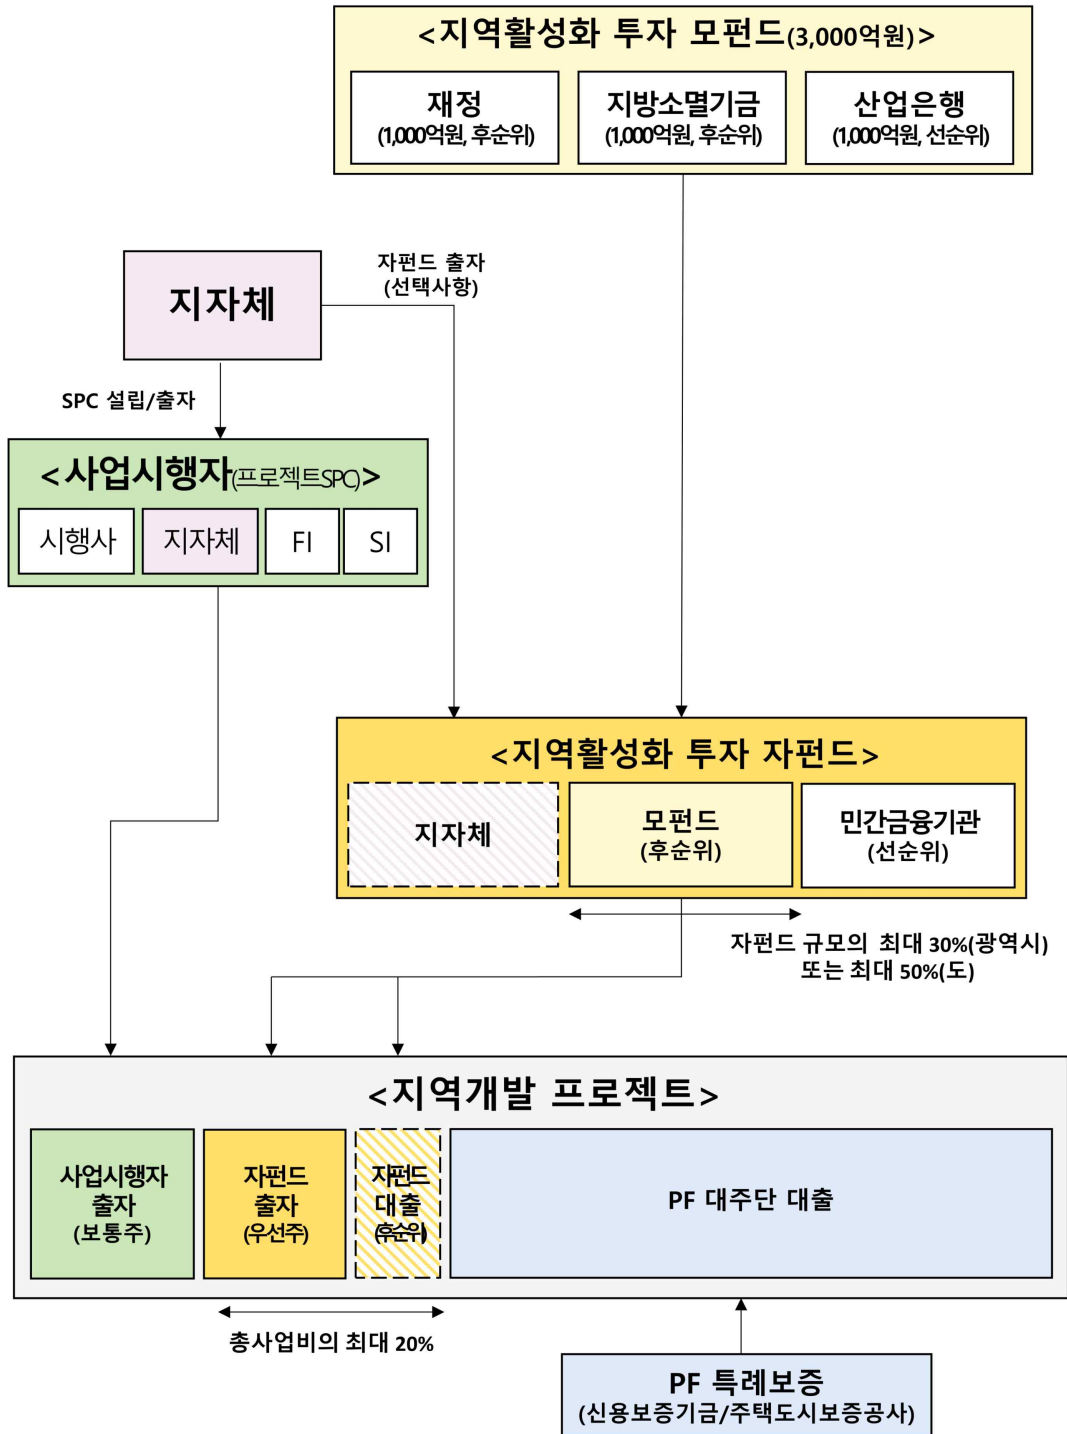 <지역활성화 투자 모펀드(3,000억원)>
재정
(1,000억원, 후순위)
지방소멸기금
(1,000억원, 후순위)
산업은행
(1,000억원, 선순위)
지자체
자펀드 출자
(선택사항)
SPC 설립/출자
<사업시행자(프로젝트SPC)>
시행사
지자체
FI
SI
<지역활성화 투자 자펀드>
지자체
모펀드
(후순위)
민간금융기관
(선순위)
자펀드 규모의 최대 30%(광역시)
또는 최대 50%(도)
<지역개발 프로젝트>
사업시행자
출자
(보통주)
자펀드
출자
(우선주)
자펀드
대출
(후순위)
PF 대주단 대출
총사업비의 최대 20%
PF 특례보증
(신용보증기금/주택도시보증공사)